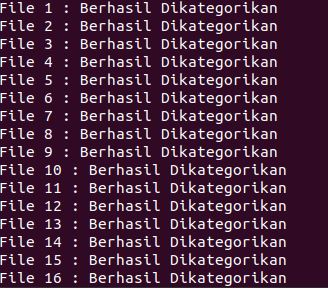 File 1 : Berhasil Dikategorikan
File 2 : Berhasil Dikategorikan
File 3 : Berhasil Dikategorikan
File 4 : Berhasil Dikategorikan
File 5 : Berhasil Dikategorikan
File 6 : Berhasil Dikategorikan
File 7 : Berhasil Dikategorikan
File 8 : Berhasil Dikategorikan
File 9 : Berhasil Dikategorikan
File 10 : Berhasil Dikategorikan
File 11 : Berhasil Dikategorikan
File 12 : Berhasil Dikategorikan
File 13 : Berhasil Dikategorikan
File 14 : Berhasil Dikategorikan
File 15 : Berhasil Dikategorikan
File 16 : Berhasil Dikategorikan